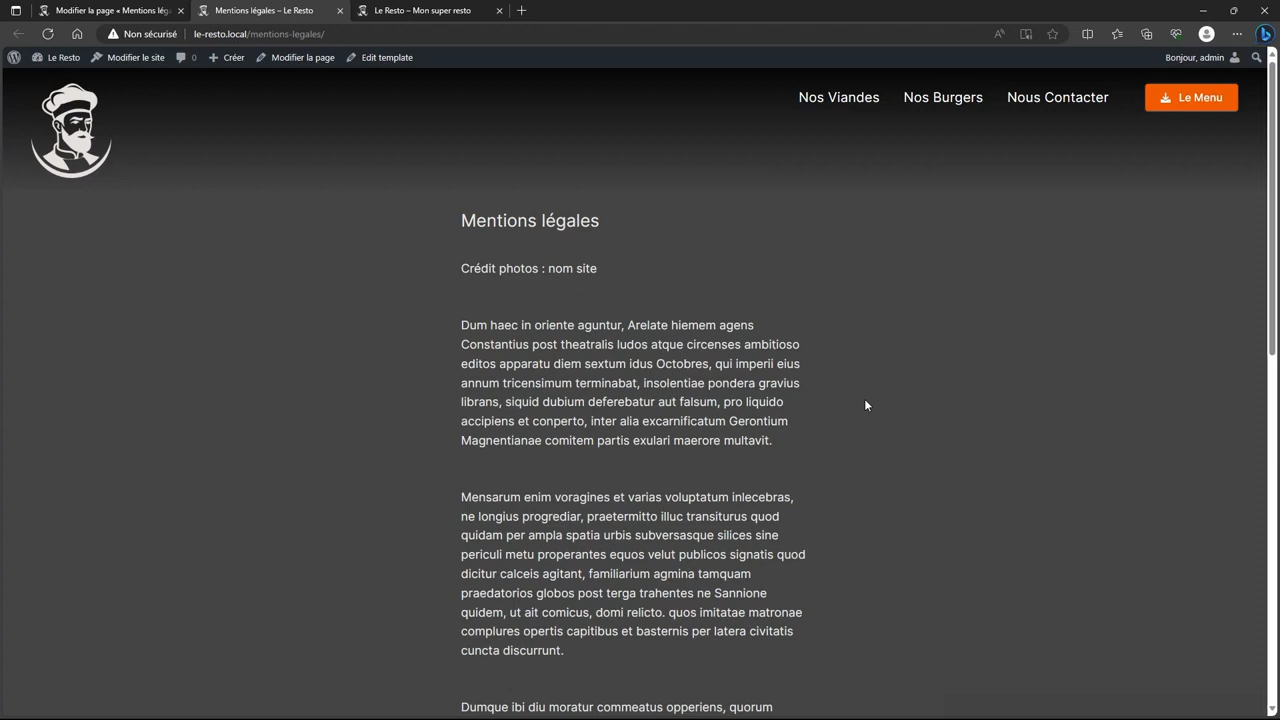 Modifier la page « Mentions léga
Mentions légales – Le Resto
Le Resto – Mon super resto
Non sécurisé
le-resto.local/mentions-legales/
Le Resto
Modifier le site
0
Créer
Modifier la page
Edit template
Bonjour, admin
Nos Viandes
Nos Burgers
Nous Contacter
Le Menu
Mentions légales
Crédit photos : nom site
Dum haec in oriente aguntur, Arelate hiemem agens
Constantius post theatralis ludos atque circenses ambitioso
editos apparatu diem sextum idus Octobres, qui imperii eius
annum tricensimum terminabat, insolentiae pondera gravius
librans, siquid dubium deferebatur aut falsum, pro liquido
accipiens et conperto, inter alia excarnificatum Gerontium
Magnentianae comitem partis exulari maerore multavit.
Mensarum enim voragines et varias voluptatum inlecebras,
ne longius progrediar, praetermitto illuc transiturus quod
quidam per ampla spatia urbis subversasque silices sine
periculi metu properantes equos velut publicos signatis quod
dicitur calceis agitant, familiarium agmina tamquam
praedatorios globos post terga trahentes ne Sannione
quidem, ut ait comicus, domi relicto. quos imitatae matronae
complures opertis capitibus et basternis per latera civitatis
cuncta discurrunt.
Dumque ibi diu moratur commeatus opperiens, quorum